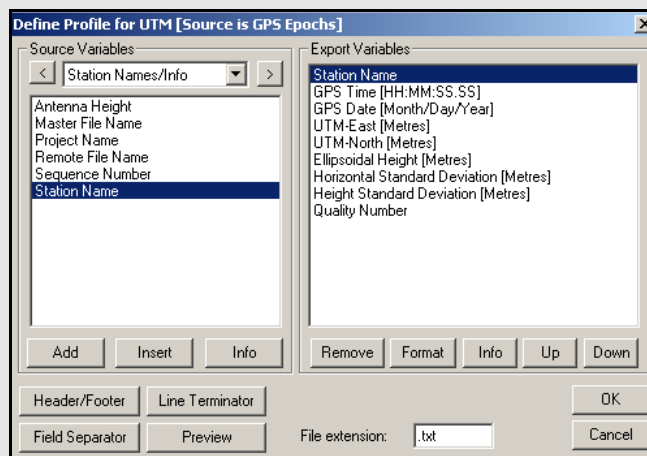 Define Profile for UTM [Source is GPS Epochs]
Source Variables
< Station Names/Info >
Antenna Height
Master File Name
Project Name
Remote File Name
Sequence Number
Station Name
Add Insert Info
Export Variables
Station Name
GPS Time [HH:MM:SS.SS]
GPS Date [Month/Day/Year]
UTM-East [Metres]
UTM-North [Metres]
Ellipsoidal Height [Metres]
Horizontal Standard Deviation [Metres]
Height Standard Deviation [Metres]
Quality Number
Remove Format Info Up Down
Header/Footer Line Terminator
Field Separator Preview
File extension: .txt
OK
Cancel